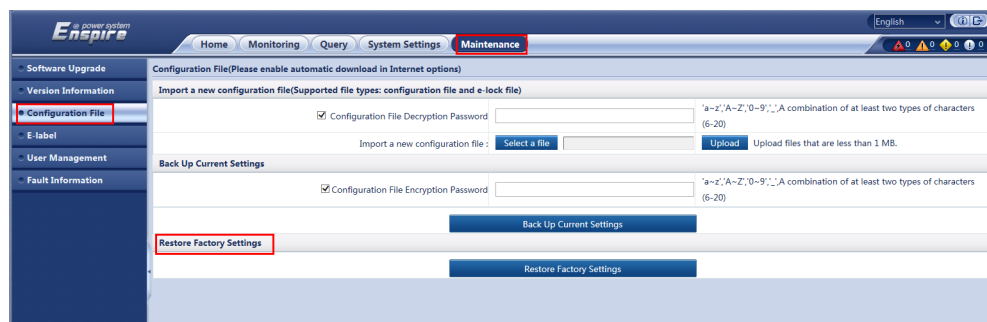 e power system
Enspire
English
Home Monitoring Query System Settings Maintenance
0 0 0 0
Software Upgrade
Version Information
Configuration File
E-label
User Management
Fault Information
Configuration File(Please enable automatic download in Internet options)
Import a new configuration file(Supported file types: configuration file and e-lock file)
Configuration File Decryption Password
'a~z','A~Z','0~9','_',A combination of at least two types of characters
(6-20)
Import a new configuration file : Select a file Upload Upload files that are less than 1 MB.
Back Up Current Settings
Configuration File Encryption Password
'a~z','A~Z','0~9','_',A combination of at least two types of characters
(6-20)
Back Up Current Settings
Restore Factory Settings
Restore Factory Settings